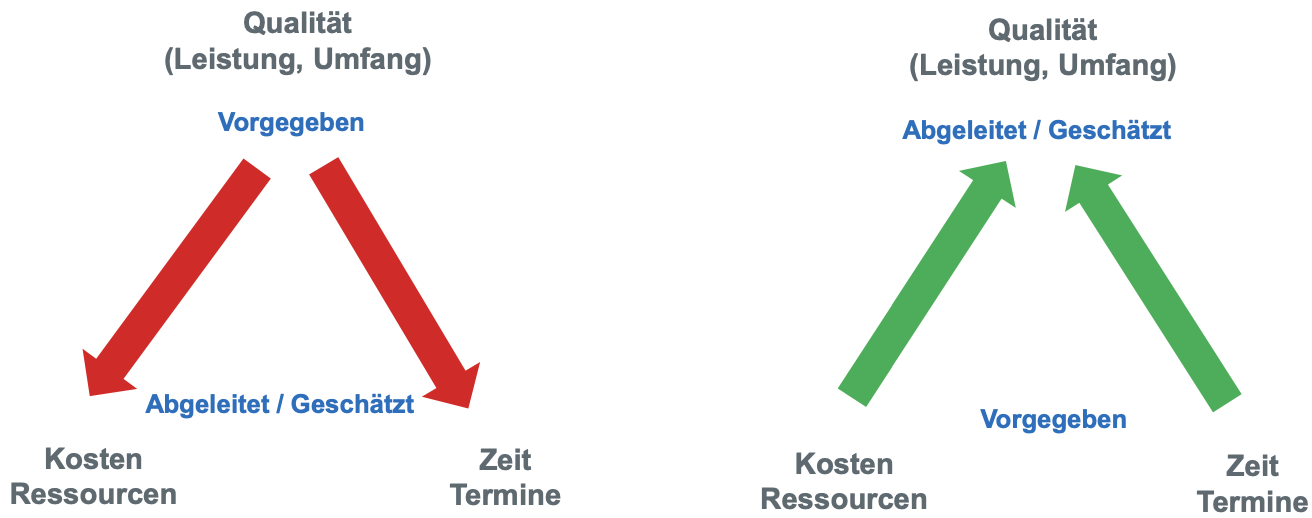 Qualität
(Leistung, Umfang)
Vorgegeben
Abgeleitet / Geschätzt
Kosten
Ressourcen
Zeit
Termine
Qualität
(Leistung, Umfang)
Abgeleitet / Geschätzt
Vorgegeben
Kosten
Ressourcen
Zeit
Termine